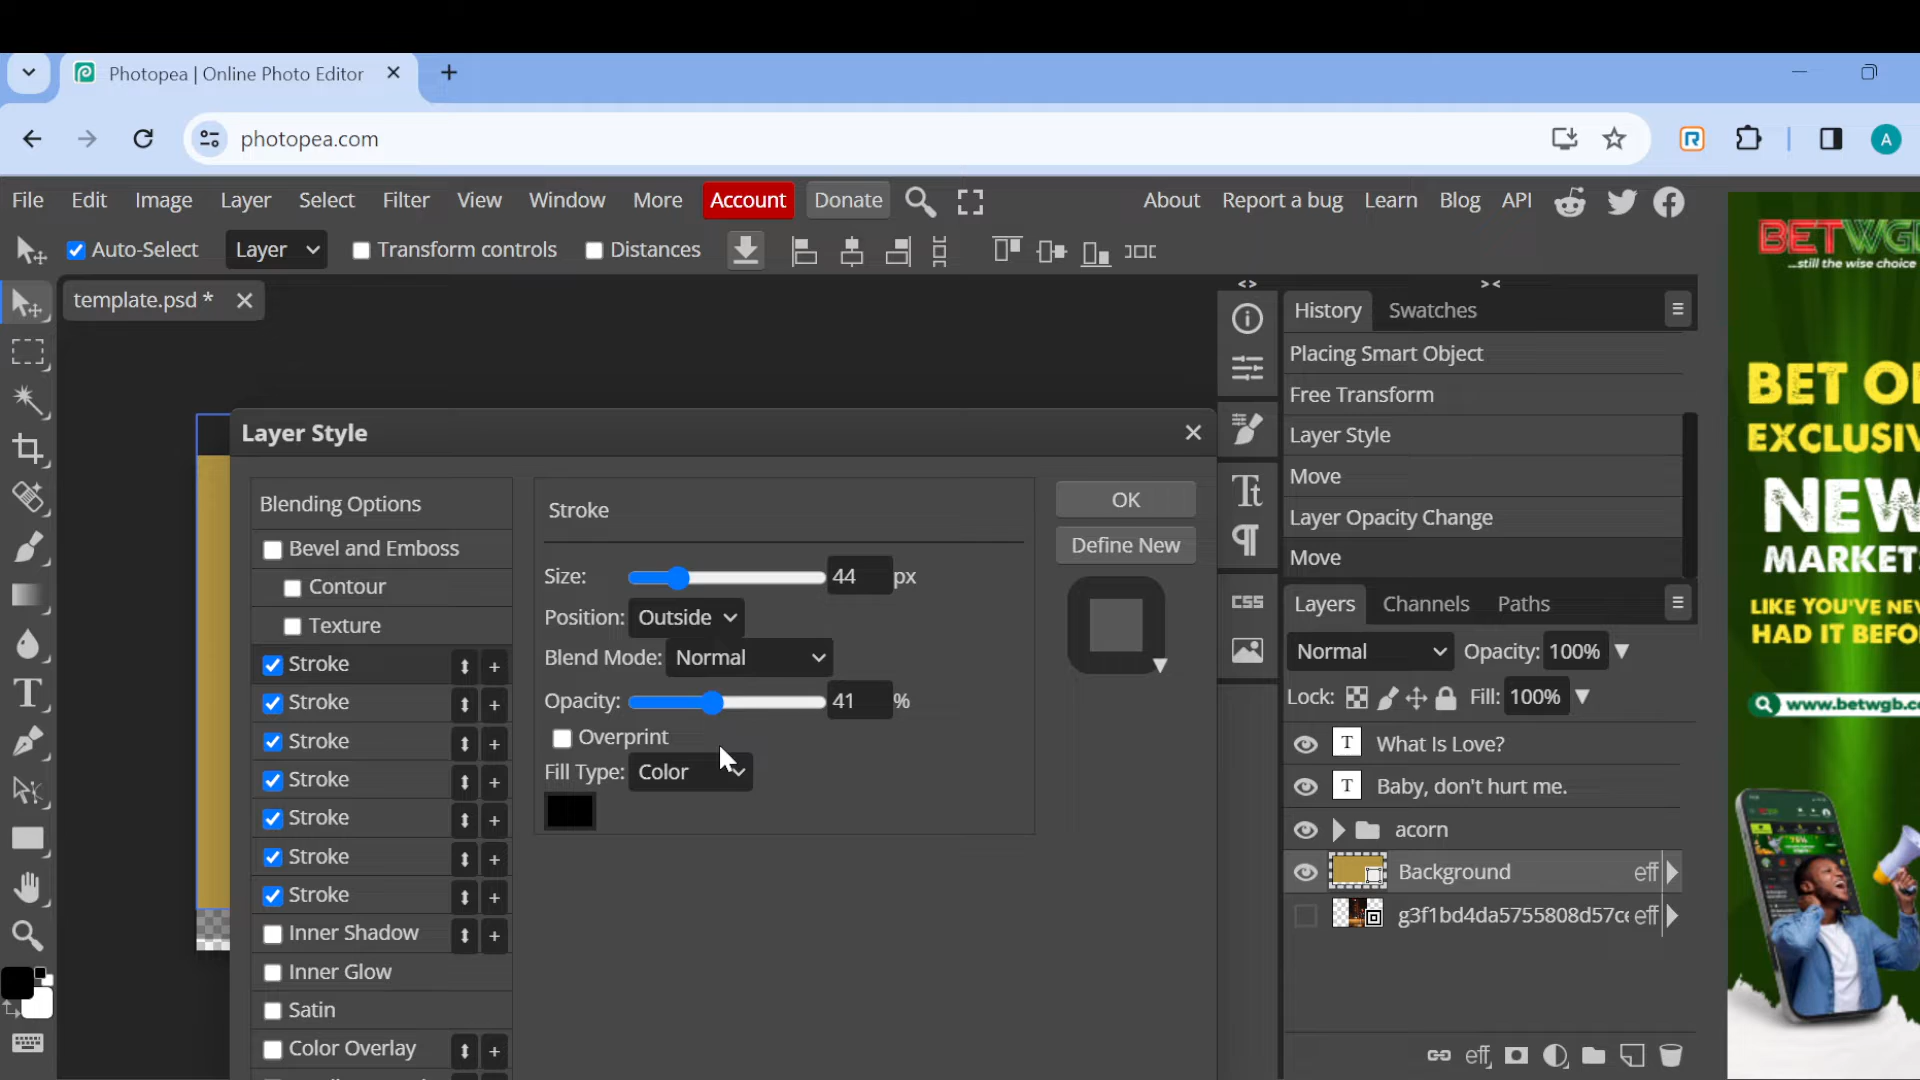 Photopea | Online Photo Editor
photopea.com
A
File Edit Image Layer Select Filter View Window More Account Donate
About Report a bug Learn Blog API
Auto-Select Layer Transform controls Distances
template.psd *
Layer Style
Blending Options
Bevel and Emboss
Contour
Texture
Stroke
Stroke
Stroke
Stroke
Stroke
Stroke
Stroke
Inner Shadow
Inner Glow
Satin
Color Overlay
Stroke
Size: 44 px
Position: Outside
Blend Mode: Normal
Opacity: 41 %
Overprint
Fill Type: Color
OK
Define New
CSS
History Swatches
Placing Smart Object
Free Transform
Layer Style
Move
Layer Opacity Change
Move
Layers Channels Paths
Normal Opacity: 100%
Lock: Fill: 100%
What Is Love?
Baby, don't hurt me.
acorn
Background eff
g3f1bd4da5755808d57c eff
eff
BETWGB
...still the wise choice
BET
EXCLUSIV
NEW
MARKET
LIKE YOU'VE
HAD IT
www.betwgb.c